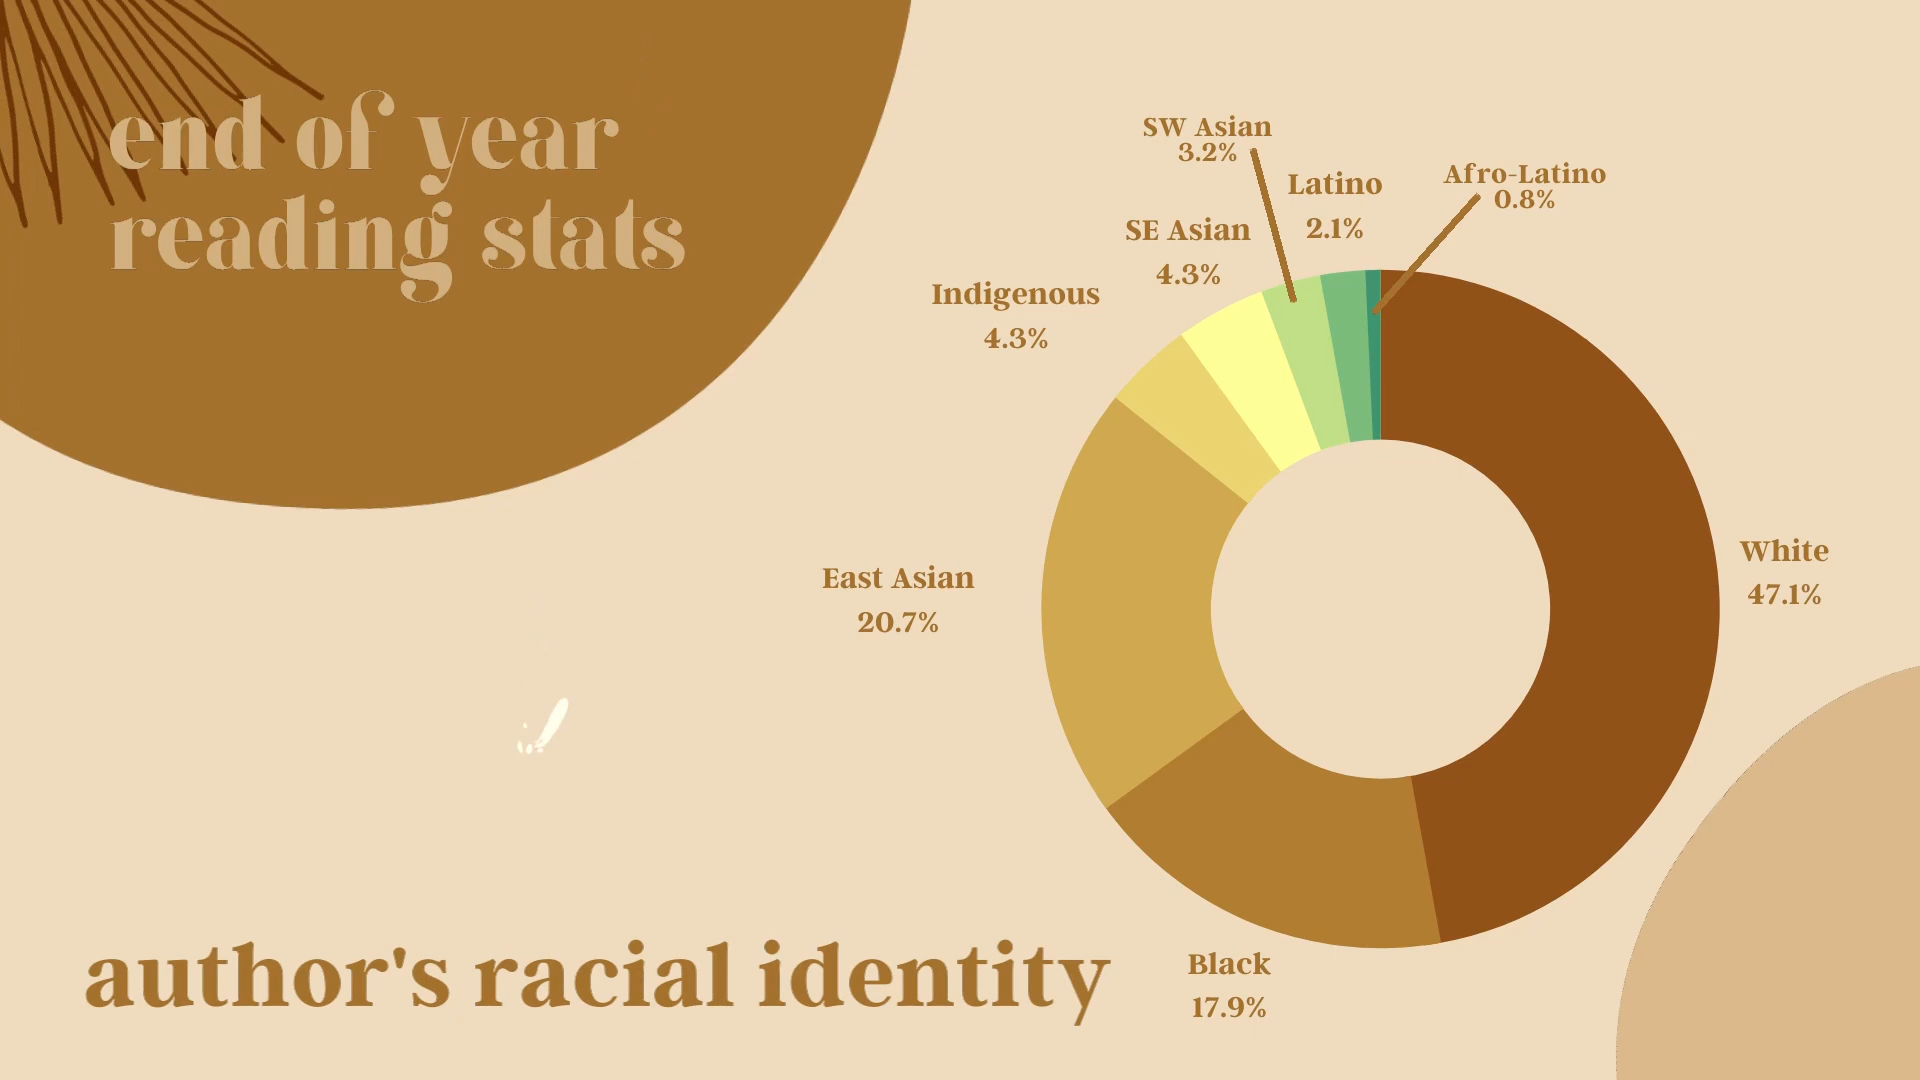 end of year
reading stats
SW Asian
3.2%
Latino
2.1%
Afro-Latino
0.8%
SE Asian
4.3%
Indigenous
4.3%
East Asian
20.7%
White
47.1%
Black
17.9%
author's racial identity